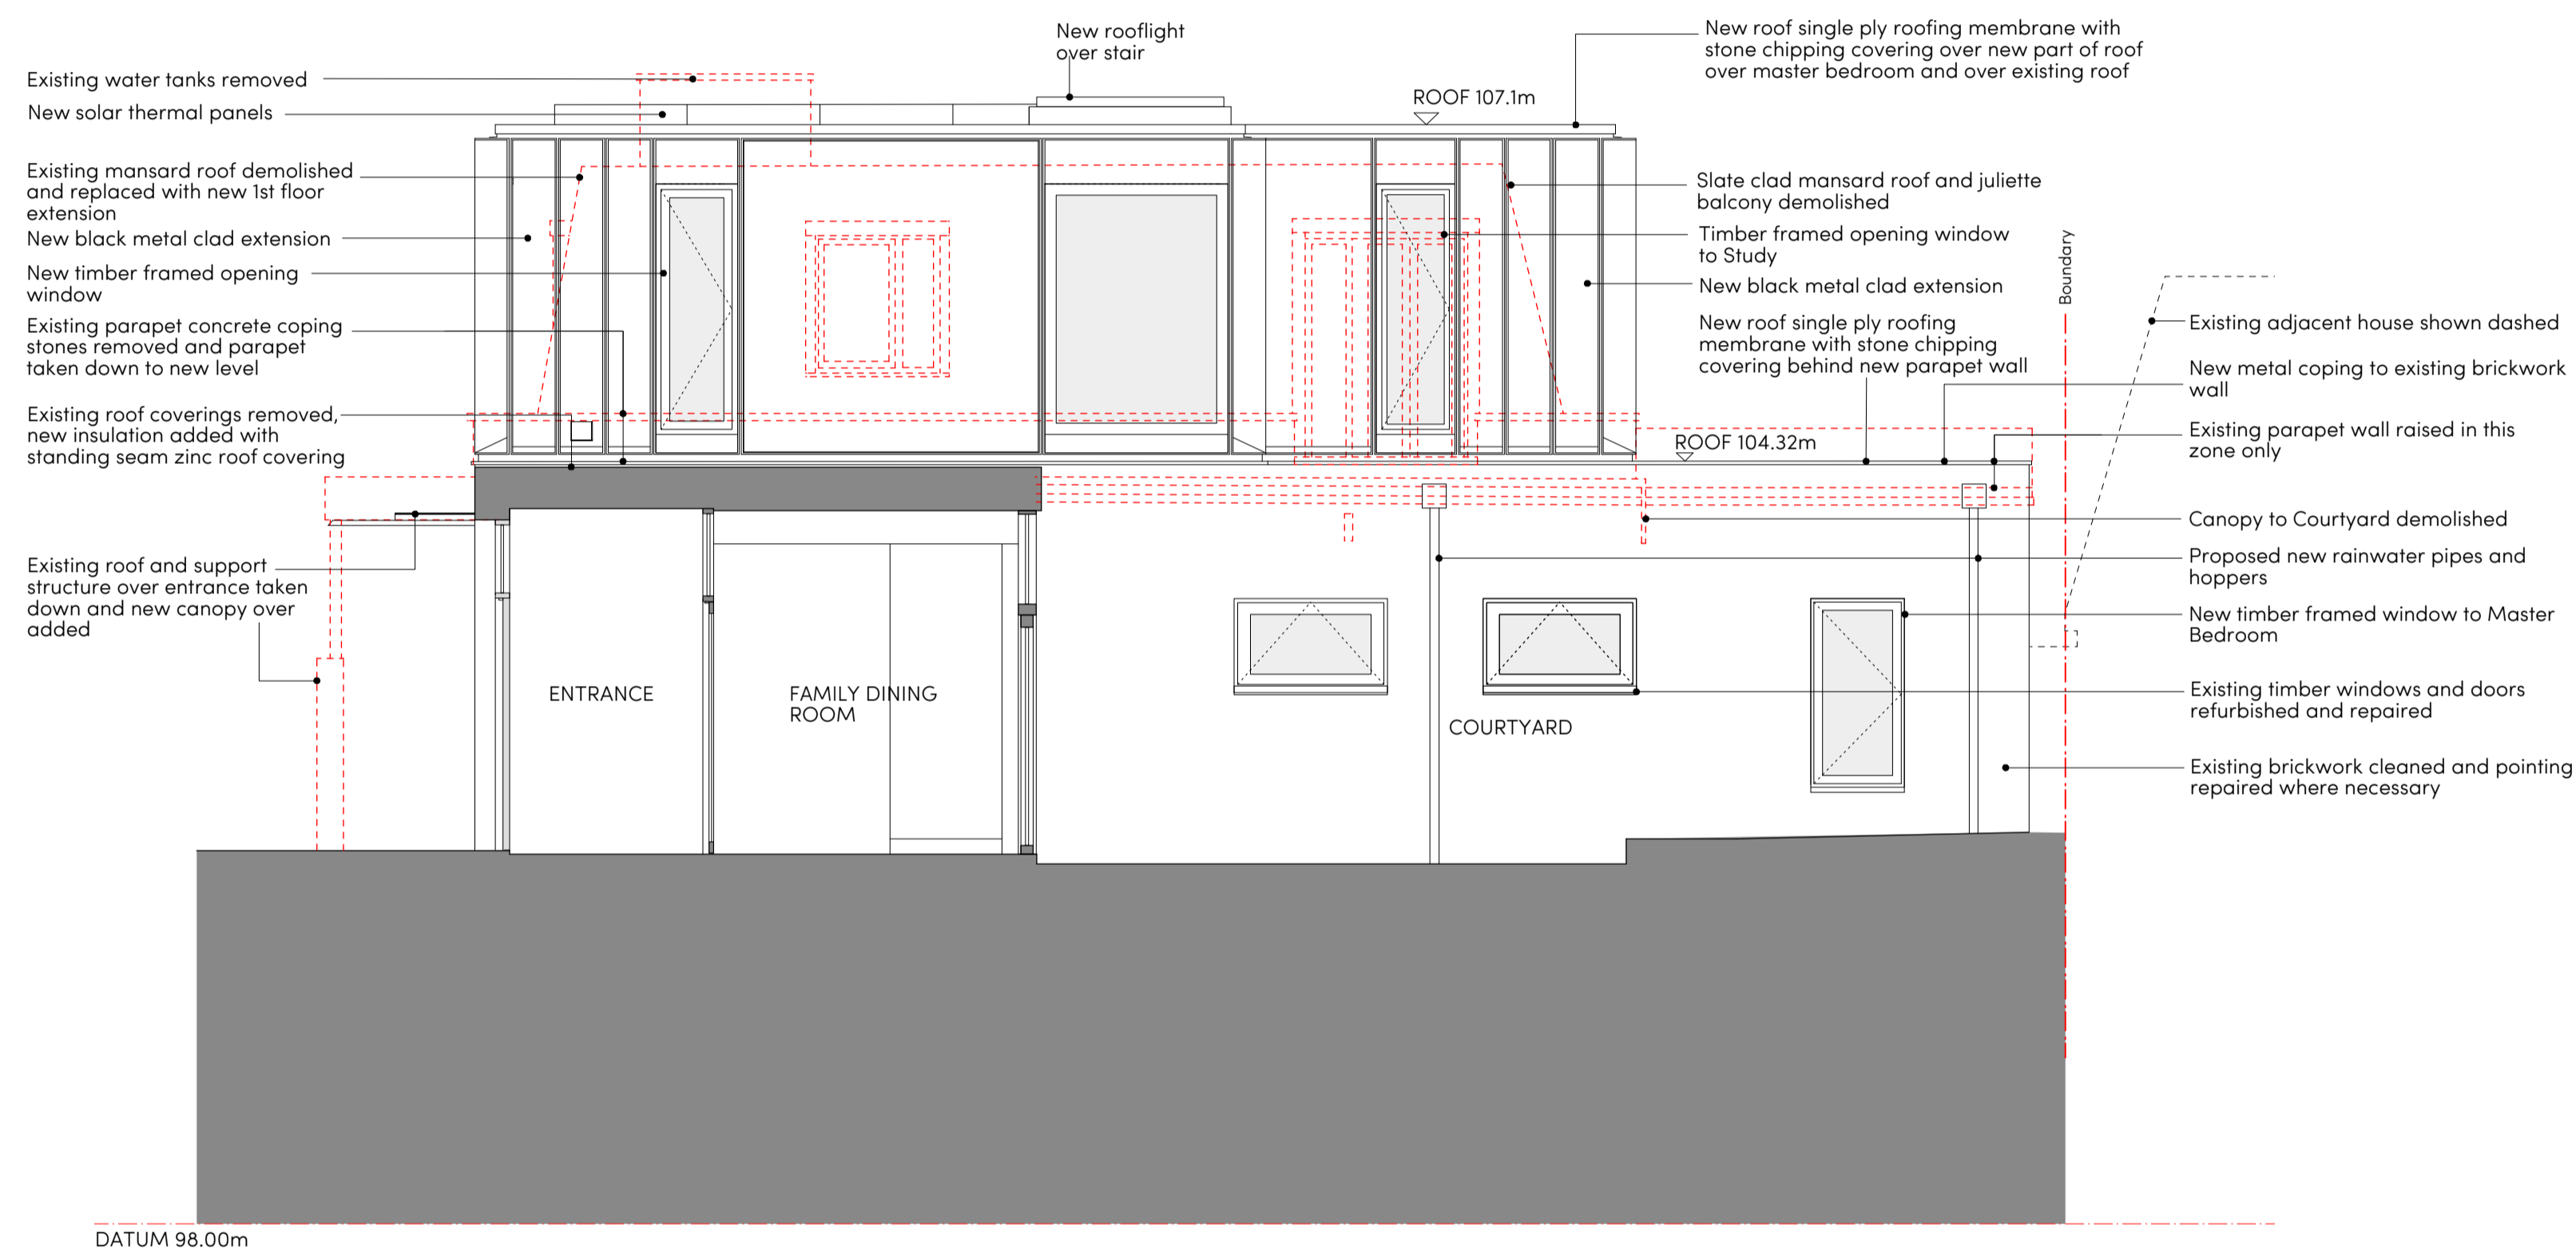 Existing water tanks removed
New solar thermal panels
Existing mansard roof demolished
and replaced with new 1st floor
extension
New black metal clad extension
New timber framed opening
window
Existing parapet concrete coping
stones removed and parapet
taken down to new level
Existing roof coverings removed,
new insulation added with
standing seam zinc roof covering
Existing roof and support
structure over entrance taken
down and new canopy over
added
New rooflight
over stair
ROOF 107.1m
New roof single ply roofing membrane with
stone chipping covering over new part of roof
over master bedroom and over existing roof
Slate clad mansard roof and juliette
balcony demolished
Timber framed opening window
to Study
New black metal clad extension
New roof single ply roofing
membrane with stone chipping
covering behind new parapet wall
ROOF 104.32m
Boundary
Existing adjacent house shown dashed
New metal coping to existing brickwork
wall
Existing parapet wall raised in this
zone only
Canopy to Courtyard demolished
Proposed new rainwater pipes and
hoppers
New timber framed window to Master
Bedroom
Existing timber windows and doors
refurbished and repaired
Existing brickwork cleaned and pointing
repaired where necessary
ENTRANCE
FAMILY DINING
ROOM
COURTYARD
DATUM 98.00m